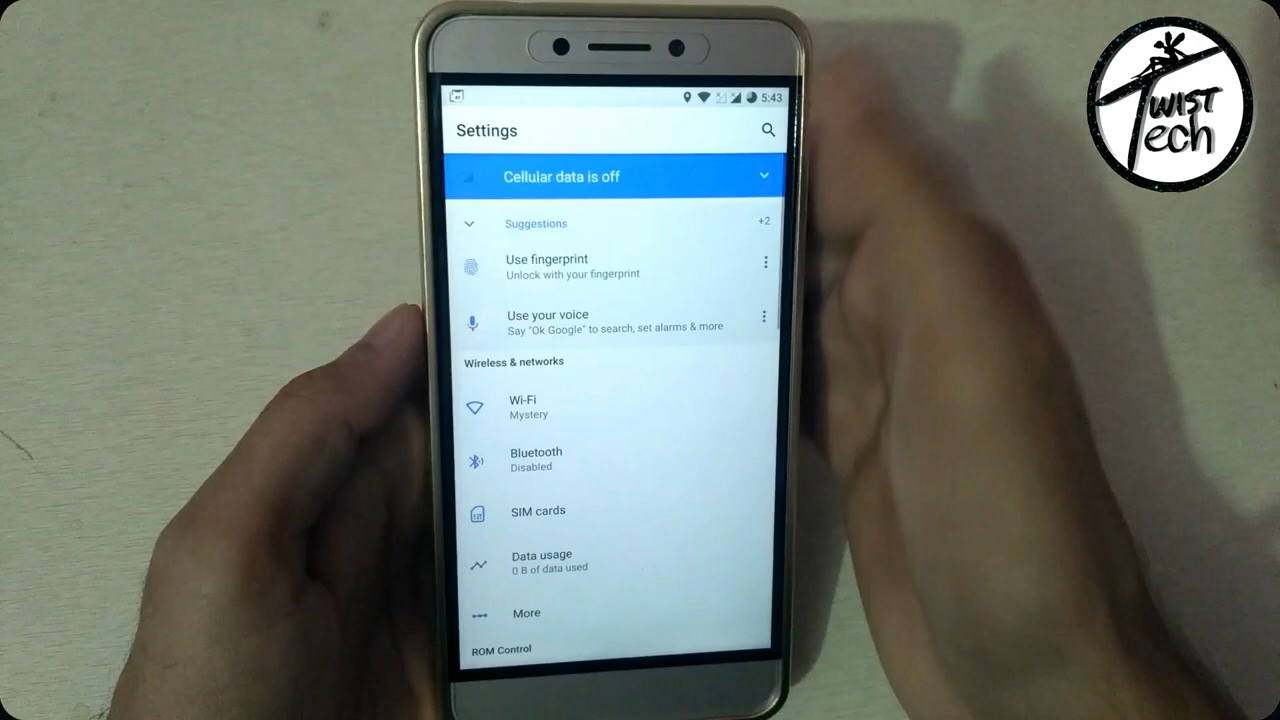 5:43
Settings
Cellular data is off
Suggestions
+2
Use fingerprint
Unlock with your fingerprint
Use your voice
Say "Ok Google" to search, set alarms & more
Wireless & networks
Wi-Fi
Mystery
Bluetooth
Disabled
SIM cards
Data usage
0 B of data used
More
ROM Control
TWIST
Tech